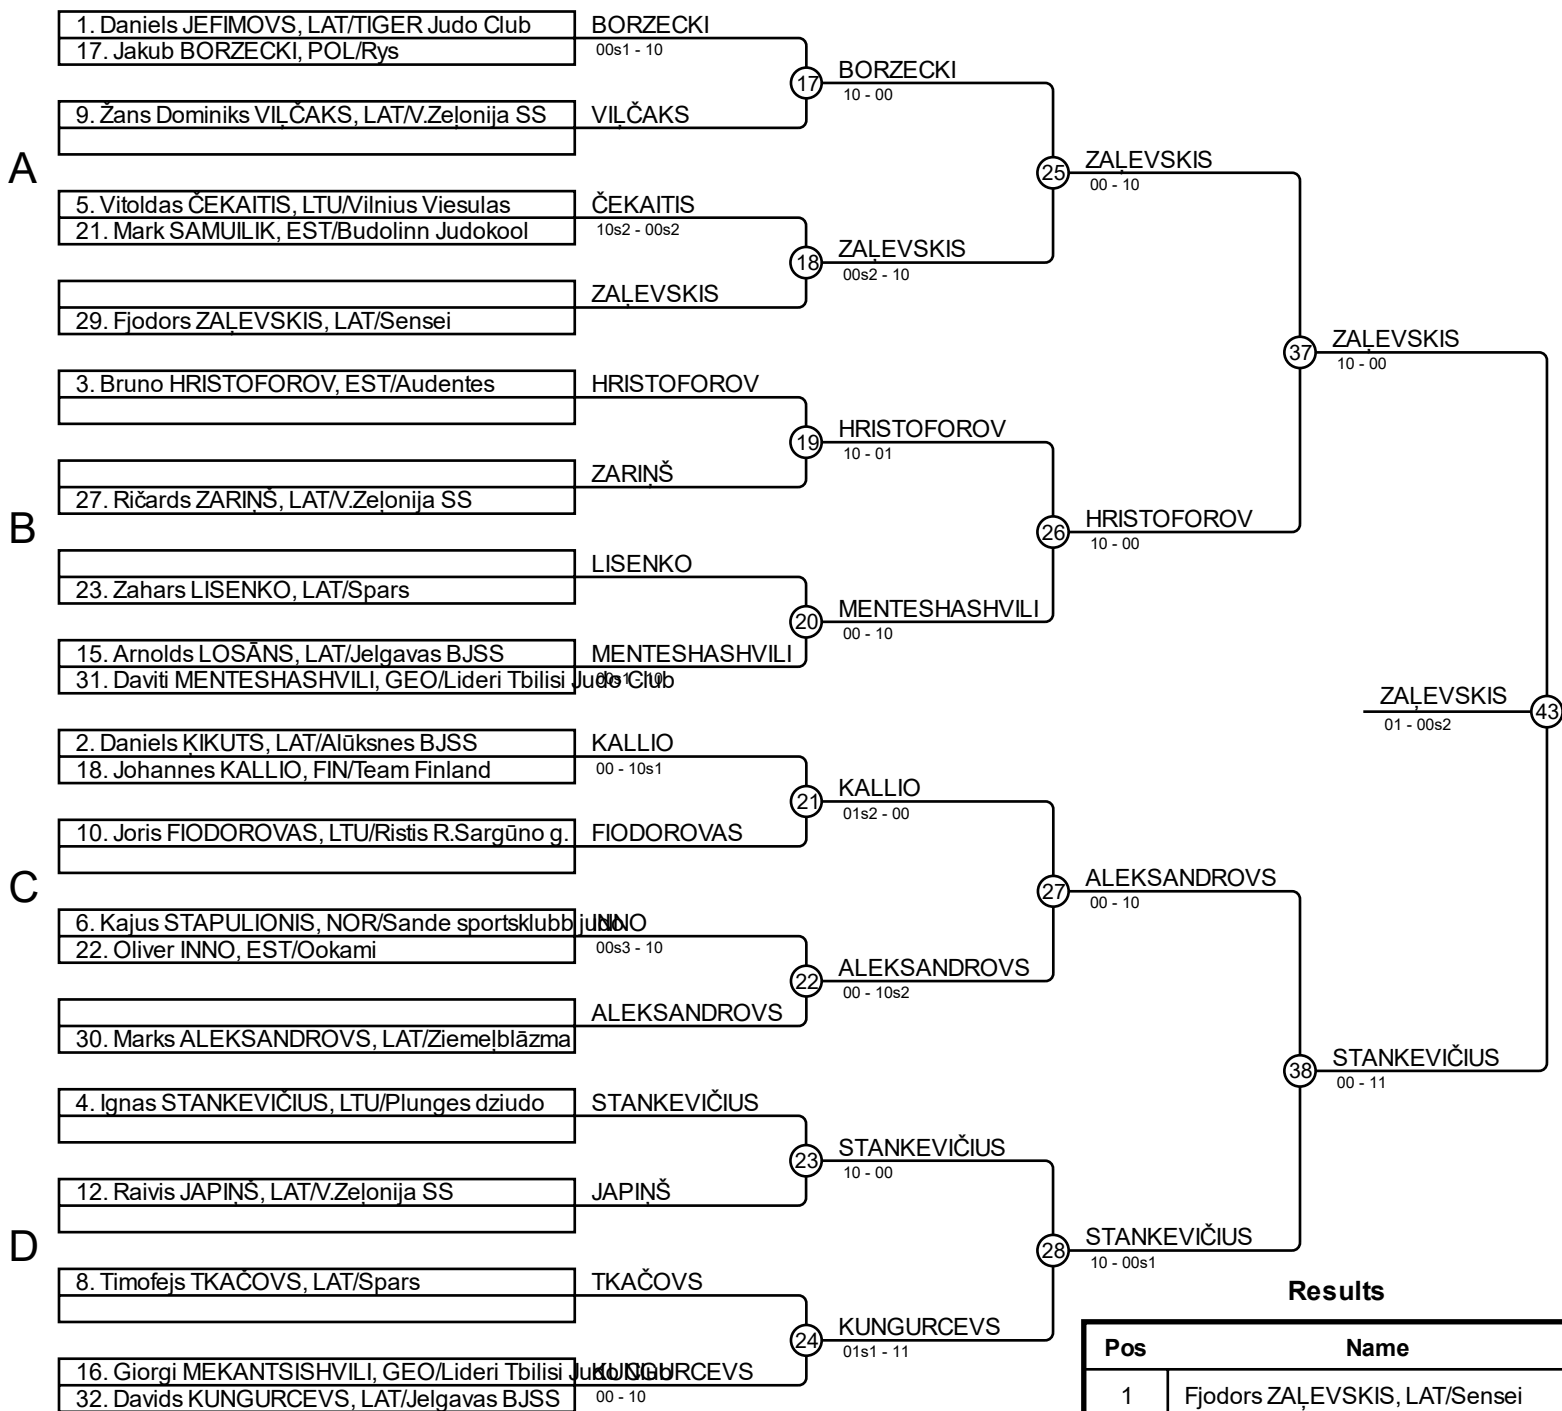 1. Daniels JEFIMOVS, LAT/TIGER Judo Club
17. Jakub BORZECKI, POL/Rys
BORZECKI
00s1 - 10
17
BORZECKI
10 - 00
9. Žans Dominiks VIĻČAKS, LAT/V.Zeļonija SS
VIĻČAKS
A
25
ZAĻEVSKIS
00 - 10
5. Vitoldas ČEKAITIS, LTU/Vilnius Viesulas
21. Mark SAMUILIK, EST/Budolinn Judokool
ČEKAITIS
10s2 - 00s2
18
ZAĻEVSKIS
00s2 - 10
29. Fjodors ZAĻEVSKIS, LAT/Sensei
ZAĻEVSKIS
37
ZAĻEVSKIS
10 - 00
3. Bruno HRISTOFOROV, EST/Audentes
HRISTOFOROV
19
HRISTOFOROV
10 - 01
27. Ričards ZARIŅŠ, LAT/V.Zeļonija SS
ZARIŅŠ
B
26
HRISTOFOROV
10 - 00
23. Zahars LISENKO, LAT/Spars
LISENKO
20
MENTESHASHVILI
00 - 10
15. Arnolds LOSĀNS, LAT/Jelgavas BJSS
31. Daviti MENTESHASHVILI, GEO/Lideri Tbilisi Judo Club
MENTESHASHVILI
00s1 - 10
ZAĻEVSKIS
01 - 00s2
43
2. Daniels ĶIKUTS, LAT/Alūksnes BJSS
18. Johannes KALLIO, FIN/Team Finland
KALLIO
00 - 10s1
21
KALLIO
01s2 - 00
10. Joris FIODOROVAS, LTU/Ristis R.Sargūno g.
FIODOROVAS
C
27
ALEKSANDROVS
00 - 10
6. Kajus STAPULIONIS, NOR/Sande sportsklubb judo
22. Oliver INNO, EST/Ookami
INNO
00s3 - 10
22
ALEKSANDROVS
00 - 10s2
30. Marks ALEKSANDROVS, LAT/Ziemeļblāzma
ALEKSANDROVS
38
STANKEVIČIUS
00 - 11
4. Ignas STANKEVIČIUS, LTU/Plunges dziudo
STANKEVIČIUS
23
STANKEVIČIUS
10 - 00
12. Raivis JAPIŅŠ, LAT/V.Zeļonija SS
JAPIŅŠ
D
28
STANKEVIČIUS
10 - 00s1
8. Timofejs TKAČOVS, LAT/Spars
TKAČOVS
24
KUNGURCEVS
01s1 - 11
16. Giorgi MEKANTSISHVILI, GEO/Lideri Tbilisi Judo Club
32. Davids KUNGURCEVS, LAT/Jelgavas BJSS
KUNGURCEVS
00 - 10
Results
Pos Name
1 Fjodors ZAĻEVSKIS, LAT/Sensei